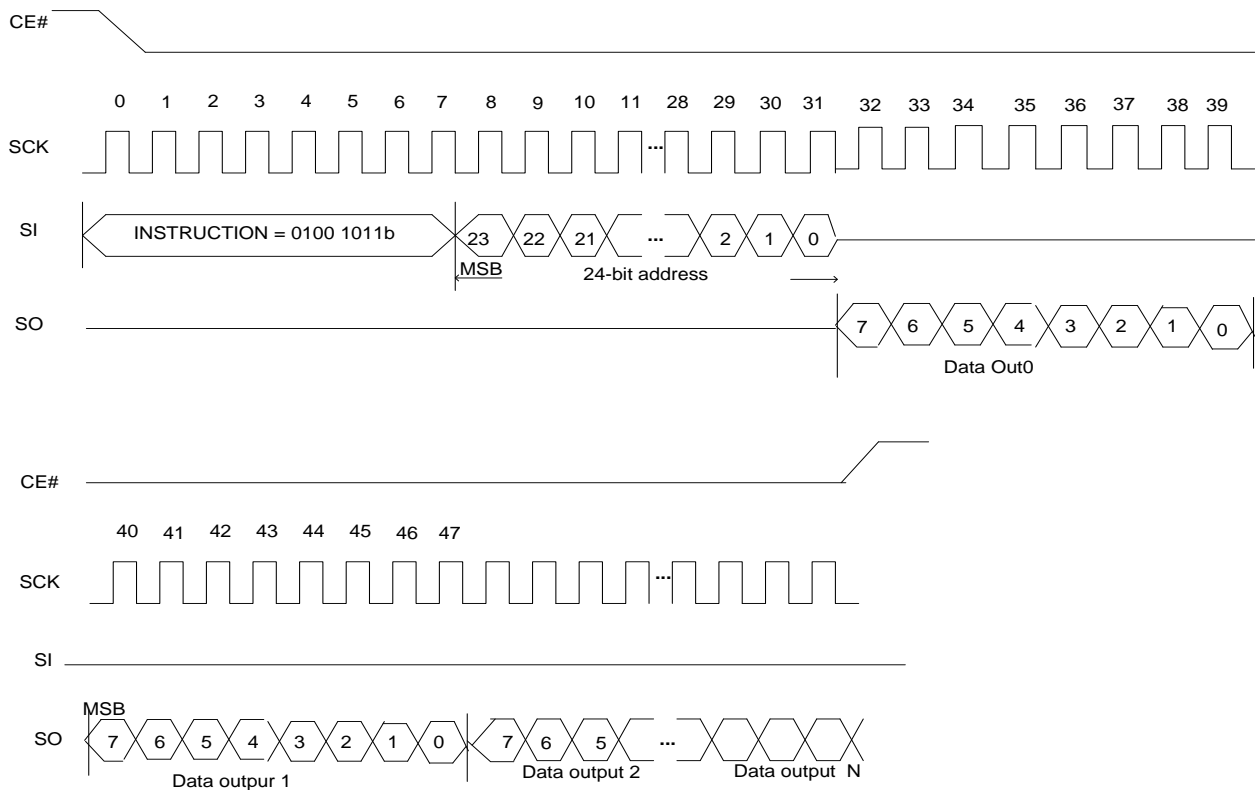 CE#
0 1 2 3 4 5 6 7 8 9 10 11 28 29 30 31 32 33 34 35 36 37 38 39
SCK ...
SI INSTRUCTION = 0100 1011b 23 22 21 ... 2 1 0
MSB 24-bit address
SO 7 6 5 4 3 2 1 0
Data Out0
CE#
40 41 42 43 44 45 46 47
SCK ...
SI
MSB
SO 7 6 5 4 3 2 1 0 7 6 5 ...
Data outpur 1 Data output 2 Data output N